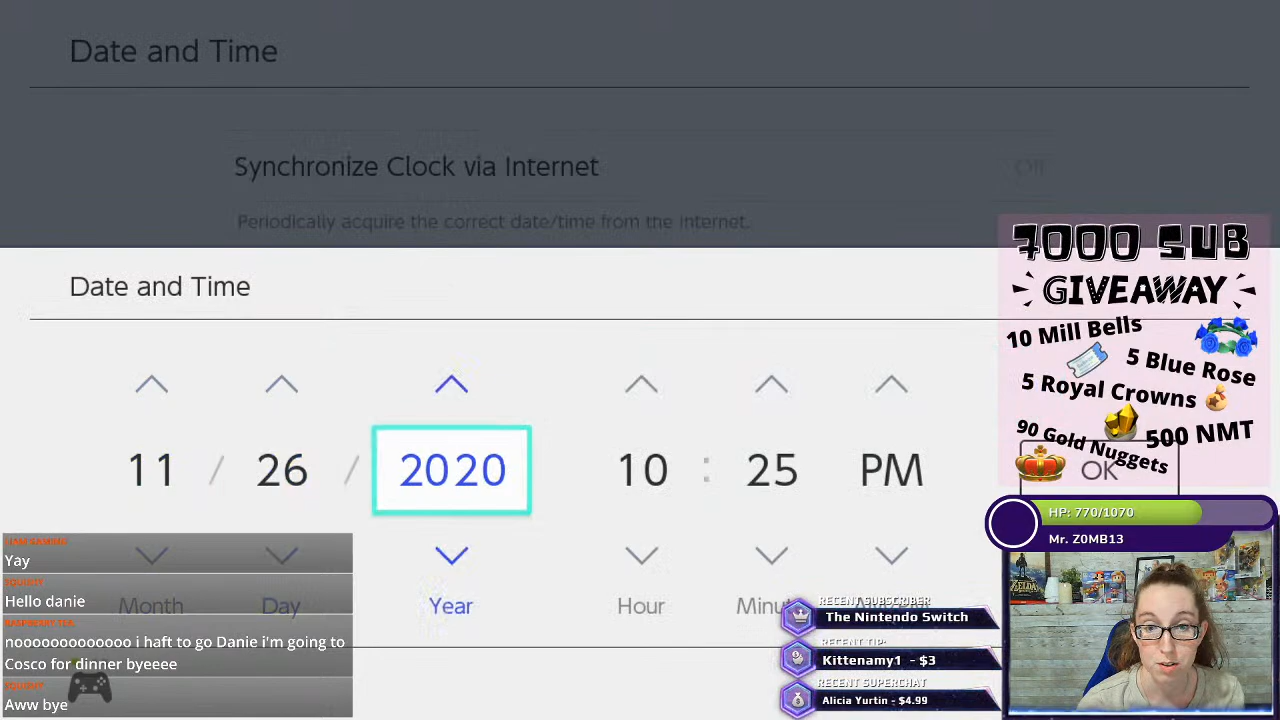 Date and Time
Synchronize Clock via Internet
Off
Periodically acquire the correct date/time from the Internet.
Date and Time
11 / 26 / 2020 10 : 25 PM
Month Day Year Hour
OK
7000 SUB
GIVEAWAY
10 Mill Bells
5 Blue Rose
5 Royal Crowns
90 Gold Nuggets
500 NMT
HP: 770/1070
Mr. Z0MB13
Yay
Hello danie
nooooooooooooo i haft to go Danie i'm going to
Cosco for dinner byeeee
Aww bye
RECENT SUBSCRIBER
The Nintendo Switch
RECENT TIP:
Kittenamy1 - $3
RECENT SUPERCHAT
Alicia Yurtin - $4.99